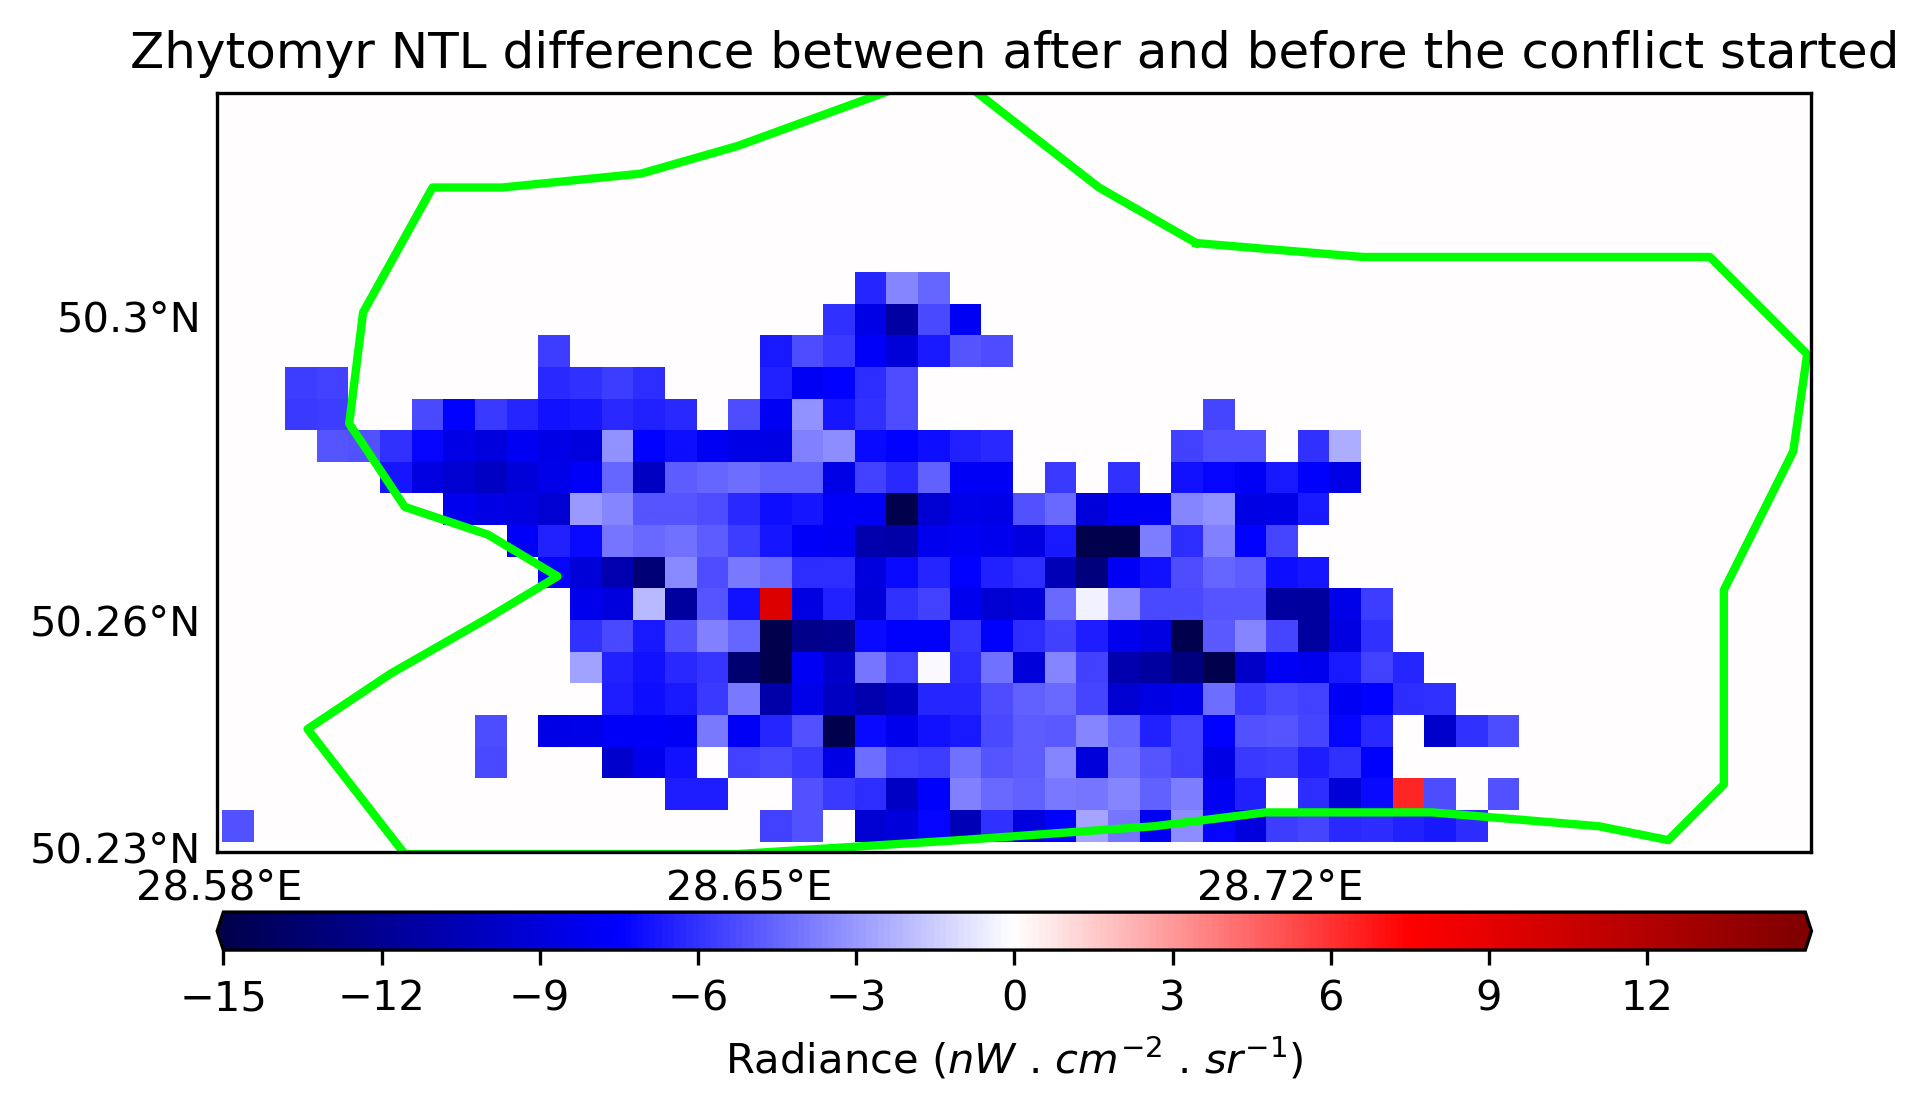 Zhytomyr NTL difference between after and before the conflict started
50.3°N
50.26°N
50.23°N
28.58°E 28.65°E 28.72°E
−15 −12 −9 −6 −3 0 3 6 9 12
Radiance (nW . cm⁻² . sr⁻¹)